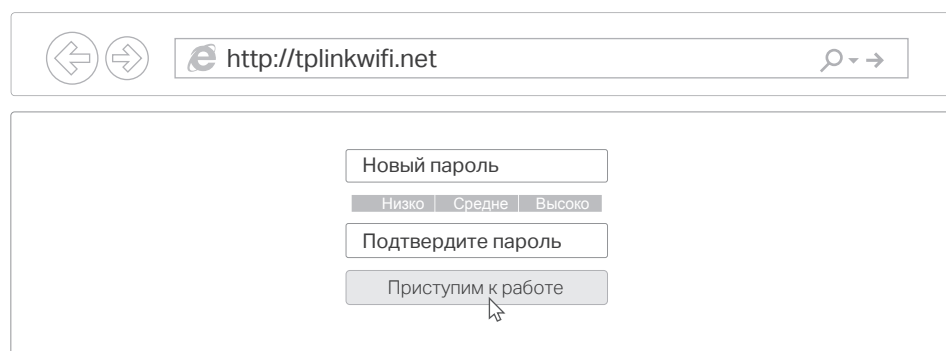 http://tplinkwifi.net
Новый пароль
Низко Средне Высоко
Подтвердите пароль
Приступим к работе